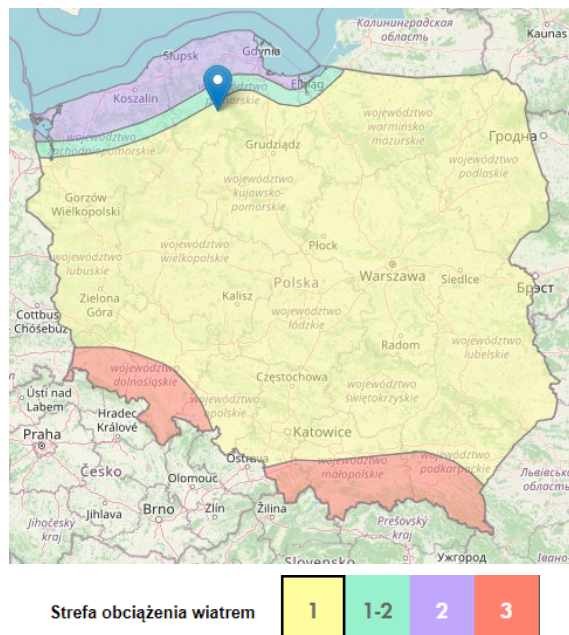 Калининградская
область
Kaunas
Słupsk
Gdynia
Elbląg
Koszalin
województwo
pomorskie
województwo
warmińsko-
mazurskie
Гродна
województwo
zachodniopomorskie
Grudziądz
województwo
podlaskie
Gorzów
Wielkopolski
województwo
kujawsko-
pomorskie
Płock
województwo
lubuskie
województwo
wielkopolskie
Warszawa
Siedlce
Брэст
Polska
Zielona
Góra
Kalisz
Cottbus
- Chóśebuz
województwo
łódzkie
Radom
województwo
lubelskie
województwo
dolnośląskie
Częstochowa
Ústí nad
Labem
województwo
opolskie
województwo
świętokrzyskie
Hradec
Králové
Katowice
Praha
Ostrava
województwo
małopolskie
województwo
podkarpackie
Česko
Olomouc
Львівська
область
Jihlava
Brno
Zlín
Žilina
Jihočeský
kraj
Prešovský
kraj
Slovensko
Ужгород
Івано-
Strefa obciążenia wiatrem 1 1-2 2 3